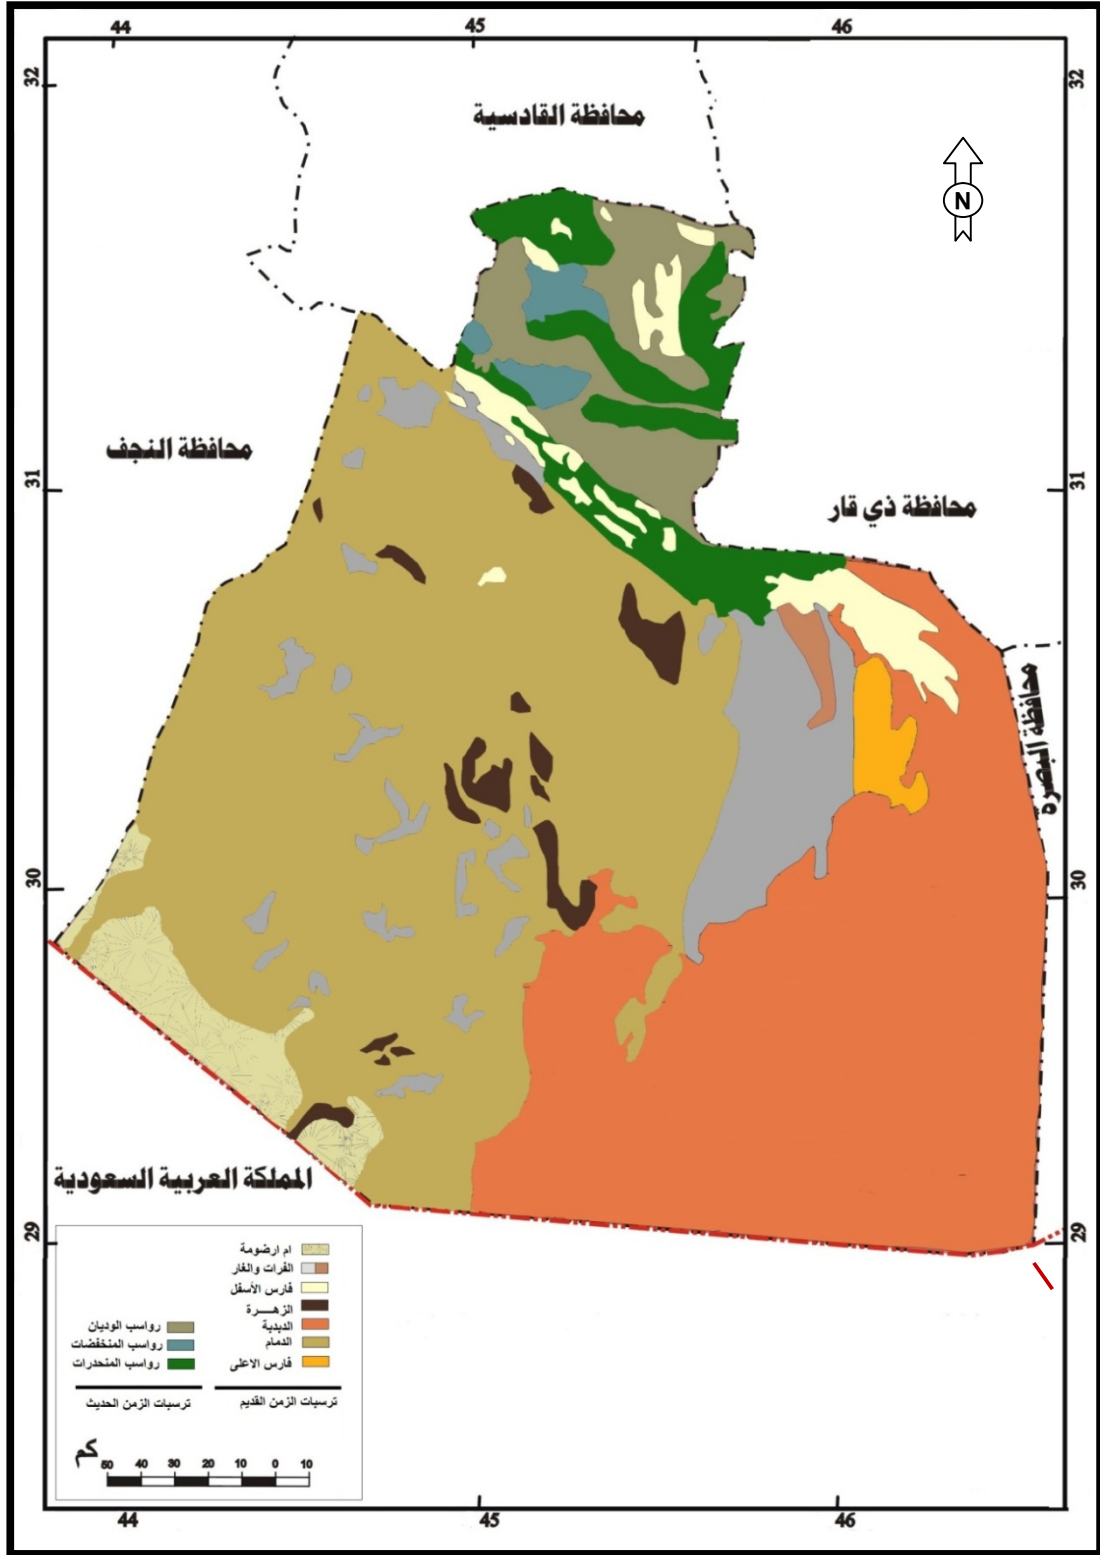 44 45 46
32 32
محافظة القادسية
N
محافظة النجف
31 31
محافظة ذي قار
محافظة البصرة
30 30
المملكة العربية السعودية
29 29
ام ارضومة
الفرات والغار
فارس الأسفل
الزهـــرة
الدبدبة
الدمام
فارس الاعلى
ترسبات الزمن القديم
رواسب الوديان
رواسب المنخفضات
رواسب المنحدرات
ترسبات الزمن الحديث
كم
50 40 30 20 10 0 10
44 45 46